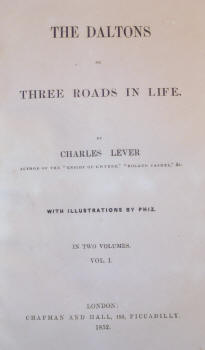 THE DALTONS
OR
THREE ROADS IN LIFE.
BY
CHARLES LEVER
AUTHOR OF THE "KNIGHT OF GWYNNE," "ROLAND CASHEL," &c.
WITH ILLUSTRATIONS BY PHIZ.
IN TWO VOLUMES.
VOL. I.
LONDON:
CHAPMAN AND HALL, 193, PICCADILLY.
1852.